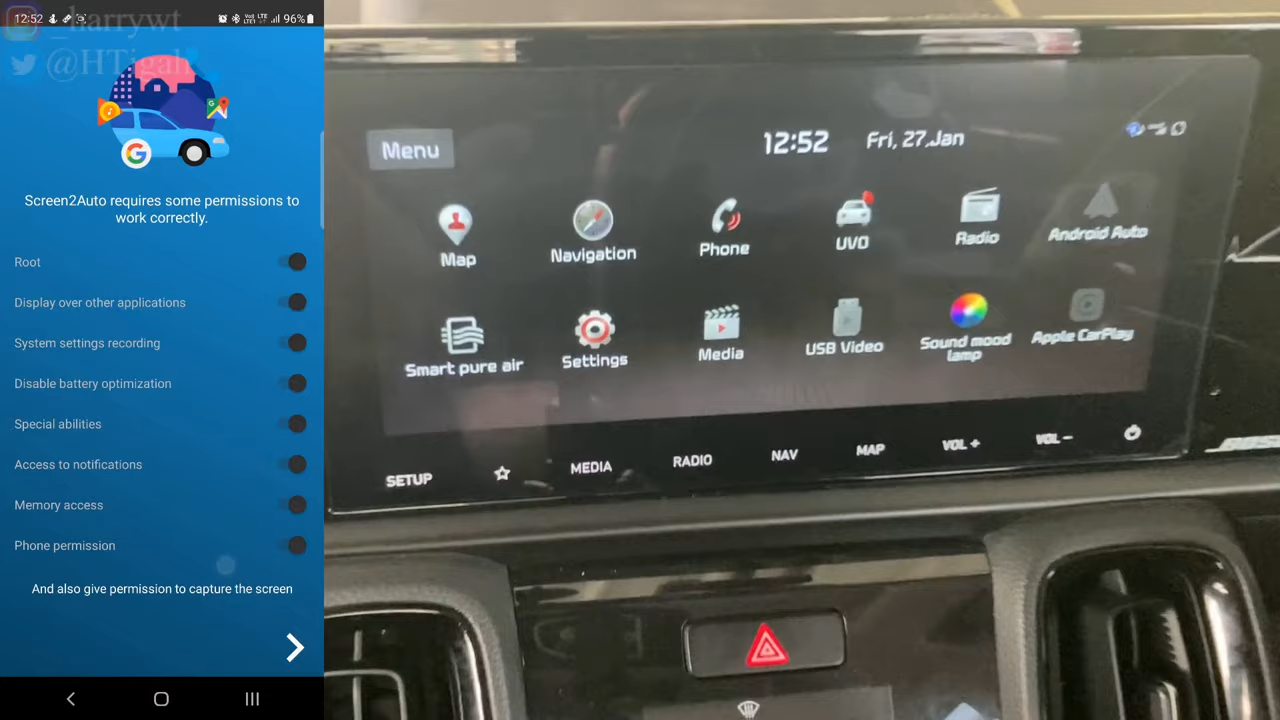 12:52
96%
_harrywt
@HTigah
Screen2Auto requires some permissions to
work correctly.
Root
Display over other applications
System settings recording
Disable battery optimization
Special abilities
Access to notifications
Memory access
Phone permission
And also give permission to capture the screen
Menu
12:52
Fri, 27.Jan
Map
Navigation
Phone
UVO
Radio
Android Auto
Smart pure air
Settings
Media
USB Video
Sound mood
lamp
Apple CarPlay
SETUP
MEDIA
RADIO
NAV
MAP
VOL +
VOL -